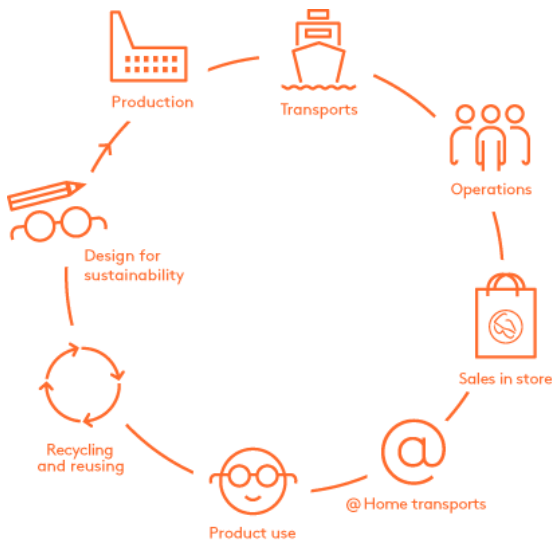 Production
Transports
Operations
Design for
sustainability
Sales in store
Recycling
and reusing
@Home transports
Product use